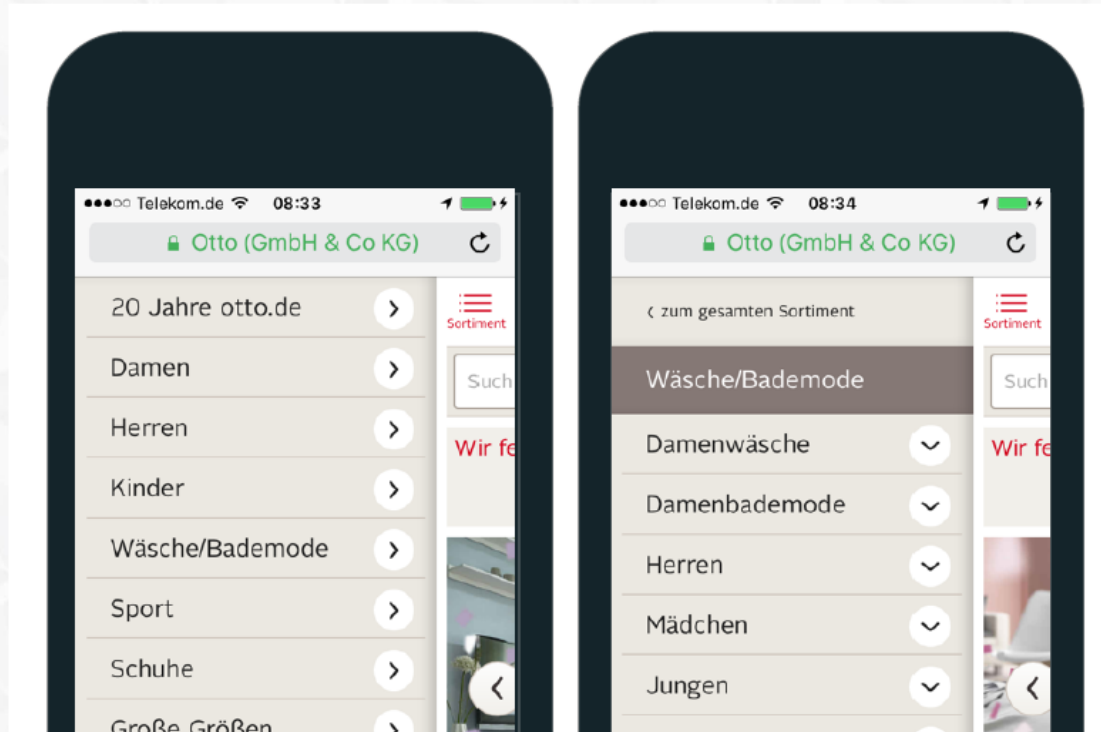 Telekom.de 08:33
Otto (GmbH & Co KG)
20 Jahre otto.de
Damen
Herren
Kinder
Wäsche/Bademode
Sport
Schuhe
Große Größen
Sortiment
Such
Wir fe
Telekom.de 08:34
Otto (GmbH & Co KG)
zum gesamten Sortiment
Wäsche/Bademode
Damenwäsche
Damenbademode
Herren
Mädchen
Jungen
Sortiment
Such
Wir fe